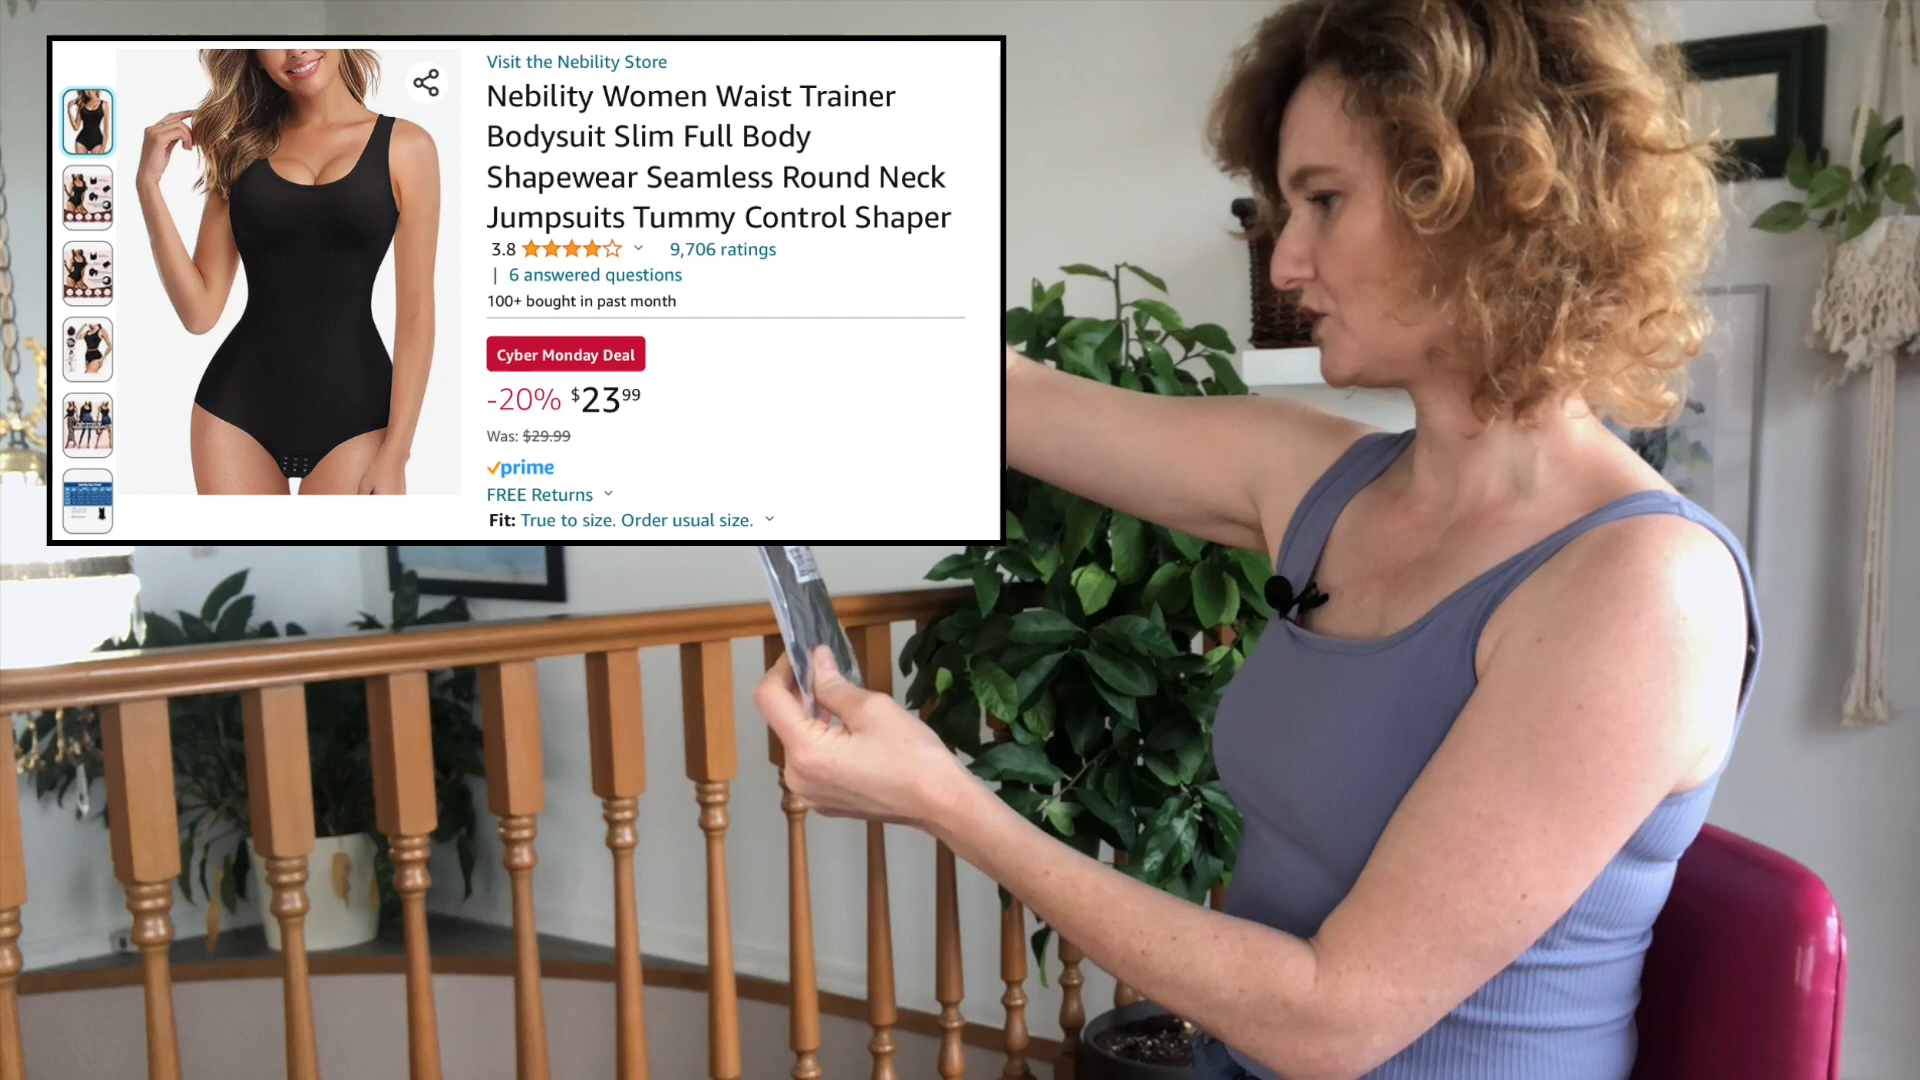 Visit the Nebility Store
Nebility Women Waist Trainer
Bodysuit Slim Full Body
Shapewear Seamless Round Neck
Jumpsuits Tummy Control Shaper
3.8 9,706 ratings
| 6 answered questions
100+ bought in past month
Cyber Monday Deal
-20% $23.99
Was: $29.99
prime
FREE Returns
Fit: True to size. Order usual size.